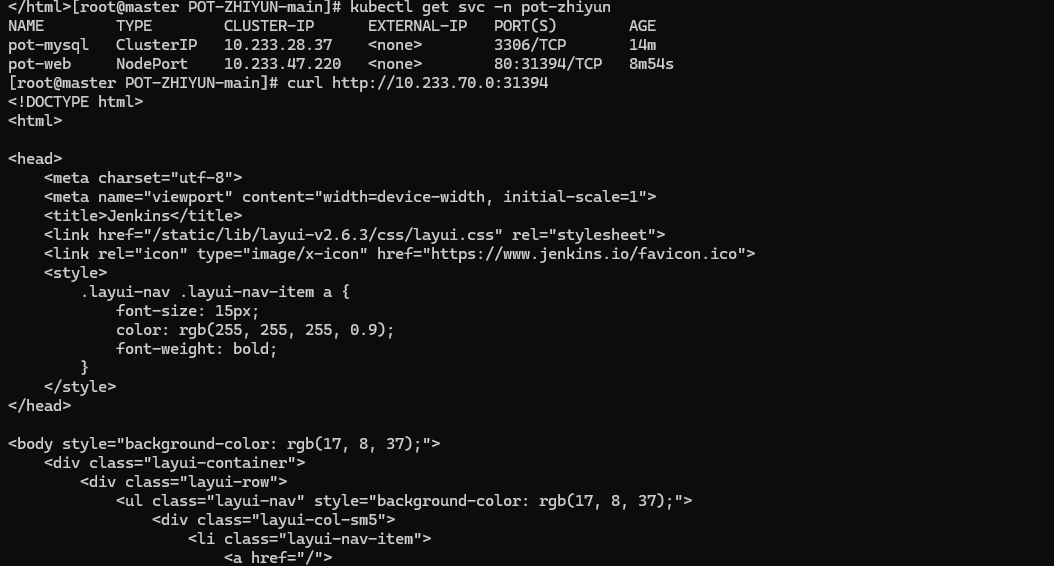 </html>[root@master POT-ZHIYUN-main]# kubectl get svc -n pot-zhiyun
NAME        TYPE        CLUSTER-IP      EXTERNAL-IP   PORT(S)        AGE
pot-mysql   ClusterIP   10.233.28.37    <none>        3306/TCP       14m
pot-web     NodePort    10.233.47.220   <none>        80:31394/TCP   8m54s
[root@master POT-ZHIYUN-main]# curl http://10.233.70.0:31394
<!DOCTYPE html>
<html>

<head>
    <meta charset="utf-8">
    <meta name="viewport" content="width=device-width, initial-scale=1">
    <title>Jenkins</title>
    <link href="/static/lib/layui-v2.6.3/css/layui.css" rel="stylesheet">
    <link rel="icon" type="image/x-icon" href="https://www.jenkins.io/favicon.ico">
    <style>
        .layui-nav .layui-nav-item a {
            font-size: 15px;
            color: rgb(255, 255, 255, 0.9);
            font-weight: bold;
        }
    </style>
</head>

<body style="background-color: rgb(17, 8, 37);">
    <div class="layui-container">
        <div class="layui-row">
            <ul class="layui-nav" style="background-color: rgb(17, 8, 37);">
                <div class="layui-col-sm5">
                    <li class="layui-nav-item">
                        <a href="/">